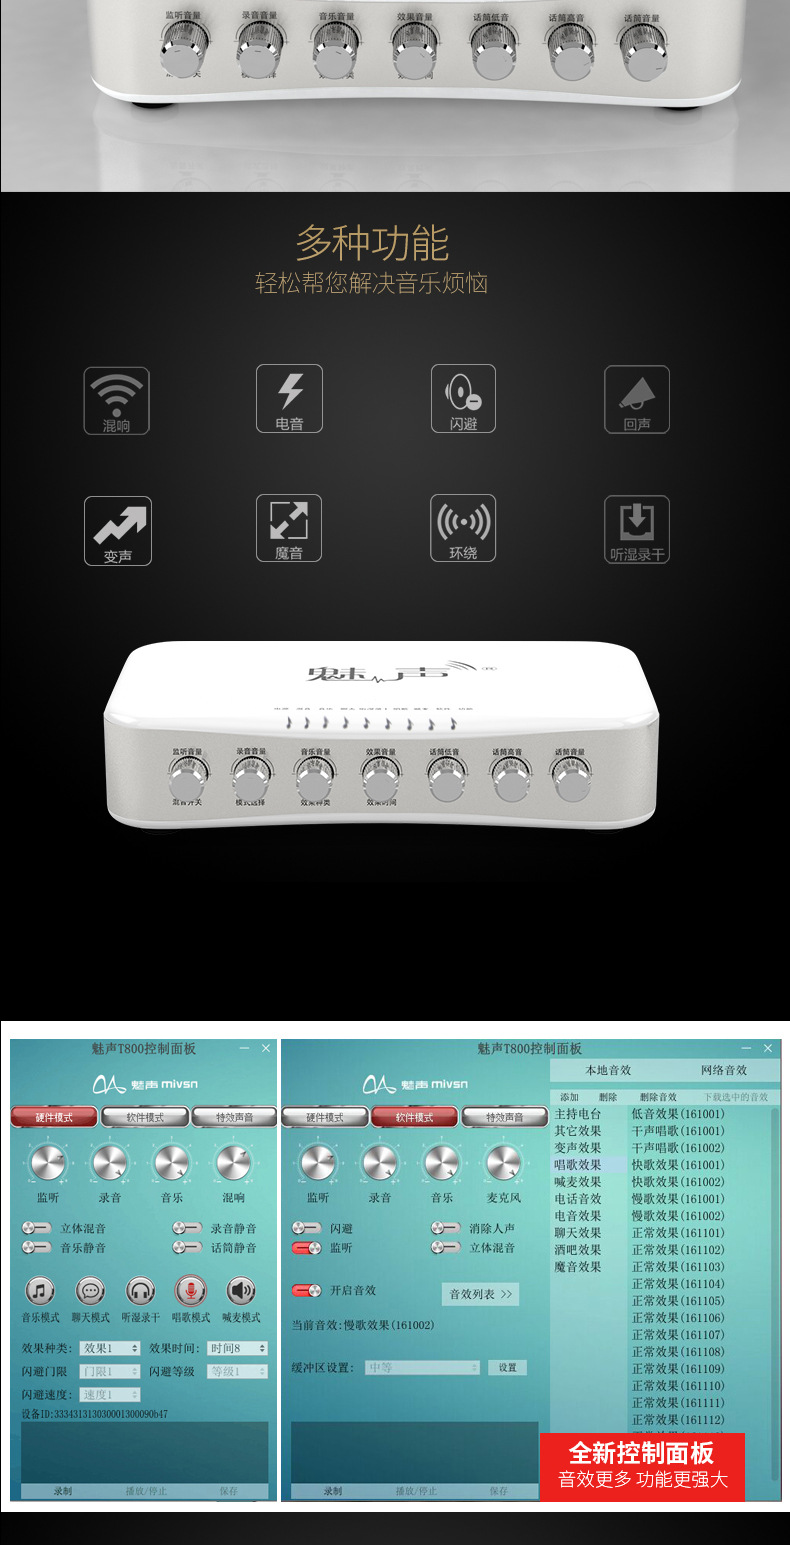 监听音量 录音音量 音乐音量 效果音量 话筒低音 话筒高音 话筒音量
多种功能
轻松帮您解决音乐烦恼
混响 电音 闪避 回声
变声 魔音 环绕 听湿录干
魅声
监听音量 录音音量 音乐音量 效果音量 话筒低音 话筒高音 话筒音量
混音开关 模式选择 效果种类 效果时间
魅声T800控制面板
魅声 mivsn
硬件模式 软件模式 特效声音
监听 录音 音乐 混响
立体混音 录音静音
音乐静音 话筒静音
音乐模式 聊天模式 听湿录干 唱歌模式 喊麦模式
效果种类: 效果1 效果时间: 时间8
闪避门限 门限1 闪避等级 等级1
闪避速度: 速度1
设备ID:333431313030001300090b47
录制 播放/停止 保存
魅声T800控制面板
魅声 mivsn
硬件模式 软件模式 特效声音
监听 录音 音乐 麦克风
闪避 消除人声
监听 立体混音
开启音效 音效列表 >>
当前音效:慢歌效果(161002)
缓冲区设置: 中等 设置
录制 播放/停止 保存
本地音效 网络音效
添加 删除 删除音效 下载选中的音效
主持电台 低音效果(161001)
其它效果 干声唱歌(161001)
变声效果 干声唱歌(161002)
唱歌效果 快歌效果(161001)
喊麦效果 快歌效果(161002)
电话音效 慢歌效果(161001)
电音效果 慢歌效果(161002)
聊天效果 正常效果(161101)
酒吧效果 正常效果(161102)
魔音效果 正常效果(161103)
正常效果(161104)
正常效果(161105)
正常效果(161106)
正常效果(161107)
正常效果(161108)
正常效果(161109)
正常效果(161110)
正常效果(161111)
正常效果(161112)
全新控制面板
音效更多 功能更强大